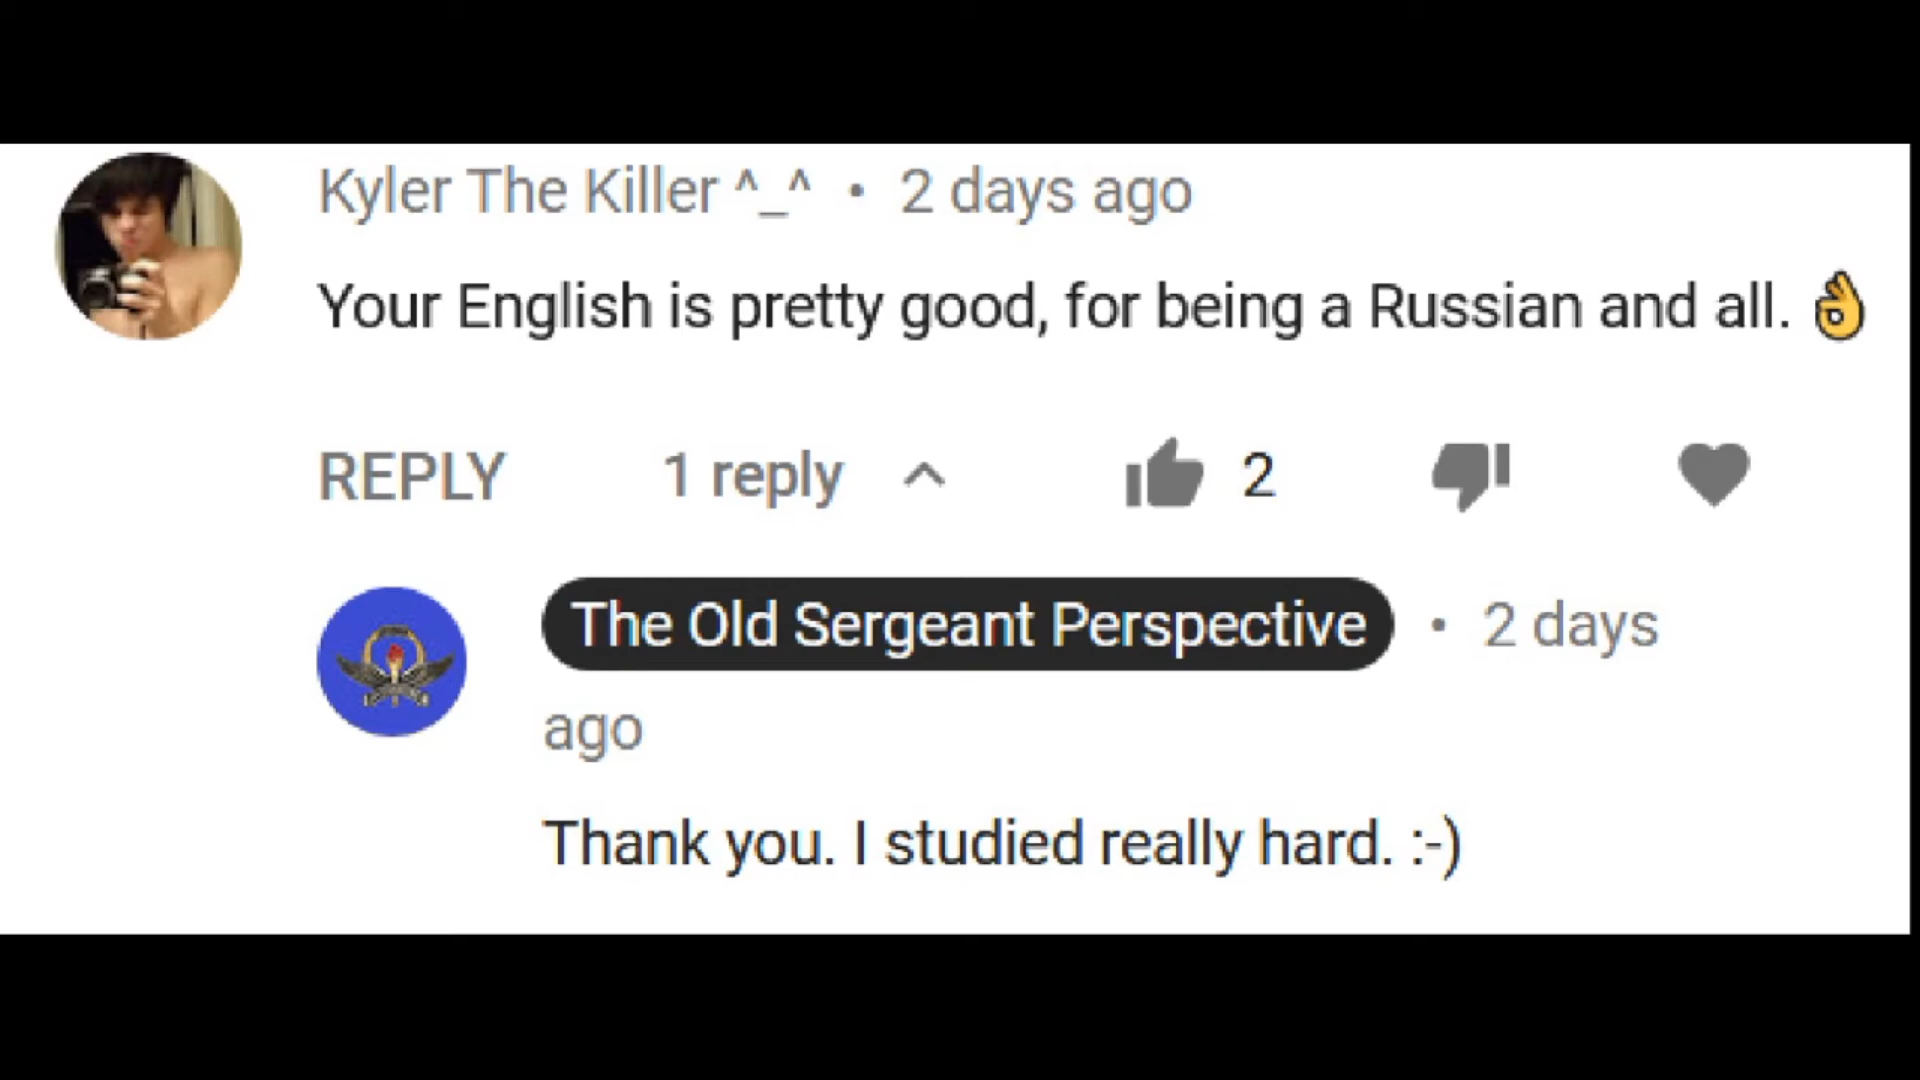 Kyler The Killer ^_^ • 2 days ago
Your English is pretty good, for being a Russian and all. 👌
REPLY 1 reply 2
The Old Sergeant Perspective • 2 days
ago
Thank you. I studied really hard. :-)